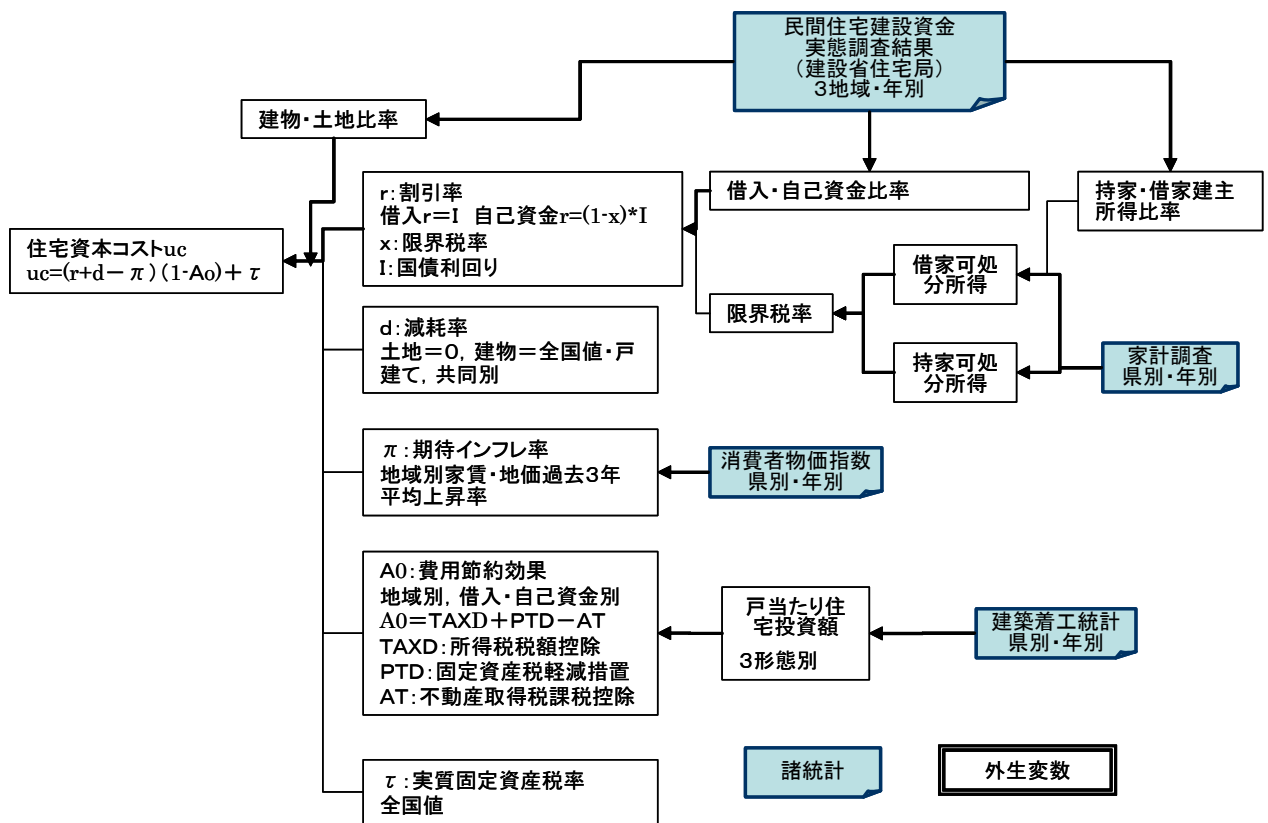 民間住宅建設資金
実態調査結果
（建設省住宅局）
3地域・年別
建物・土地比率
r：割引率
借入r＝I 自己資金r=(1-x)*I
x：限界税率
I：国債利回り
借入・自己資金比率
持家・借家建主
所得比率
住宅資本コストuc
uc=(r+d－π)(1-Ao)＋τ
借家可処
分所得
限界税率
持家可処
分所得
家計調査
県別・年別
d：減耗率
土地＝0，建物＝全国値・戸
建て，共同別
π：期待インフレ率
地域別家賃・地価過去3年
平均上昇率
消費者物価指数
県別・年別
A0：費用節約効果
地域別，借入・自己資金別
A0＝TAXD＋PTD－AT
TAXD：所得税税額控除
PTD：固定資産税軽減措置
AT：不動産取得税課税控除
戸当たり住
宅投資額
3形態別
建築着工統計
県別・年別
τ：実質固定資産税率
全国値
諸統計
外生変数